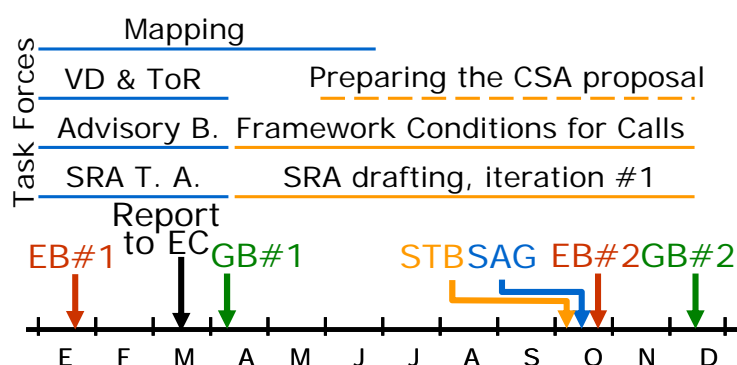 Task Forces
Mapping
VD & ToR
Preparing the CSA proposal
Advisory B.
Framework Conditions for Calls
SRA T. A.
SRA drafting, iteration #1
Report
to EC
EB#1
GB#1
STB
SAG
EB#2
GB#2
E F M A M J J A S O N D